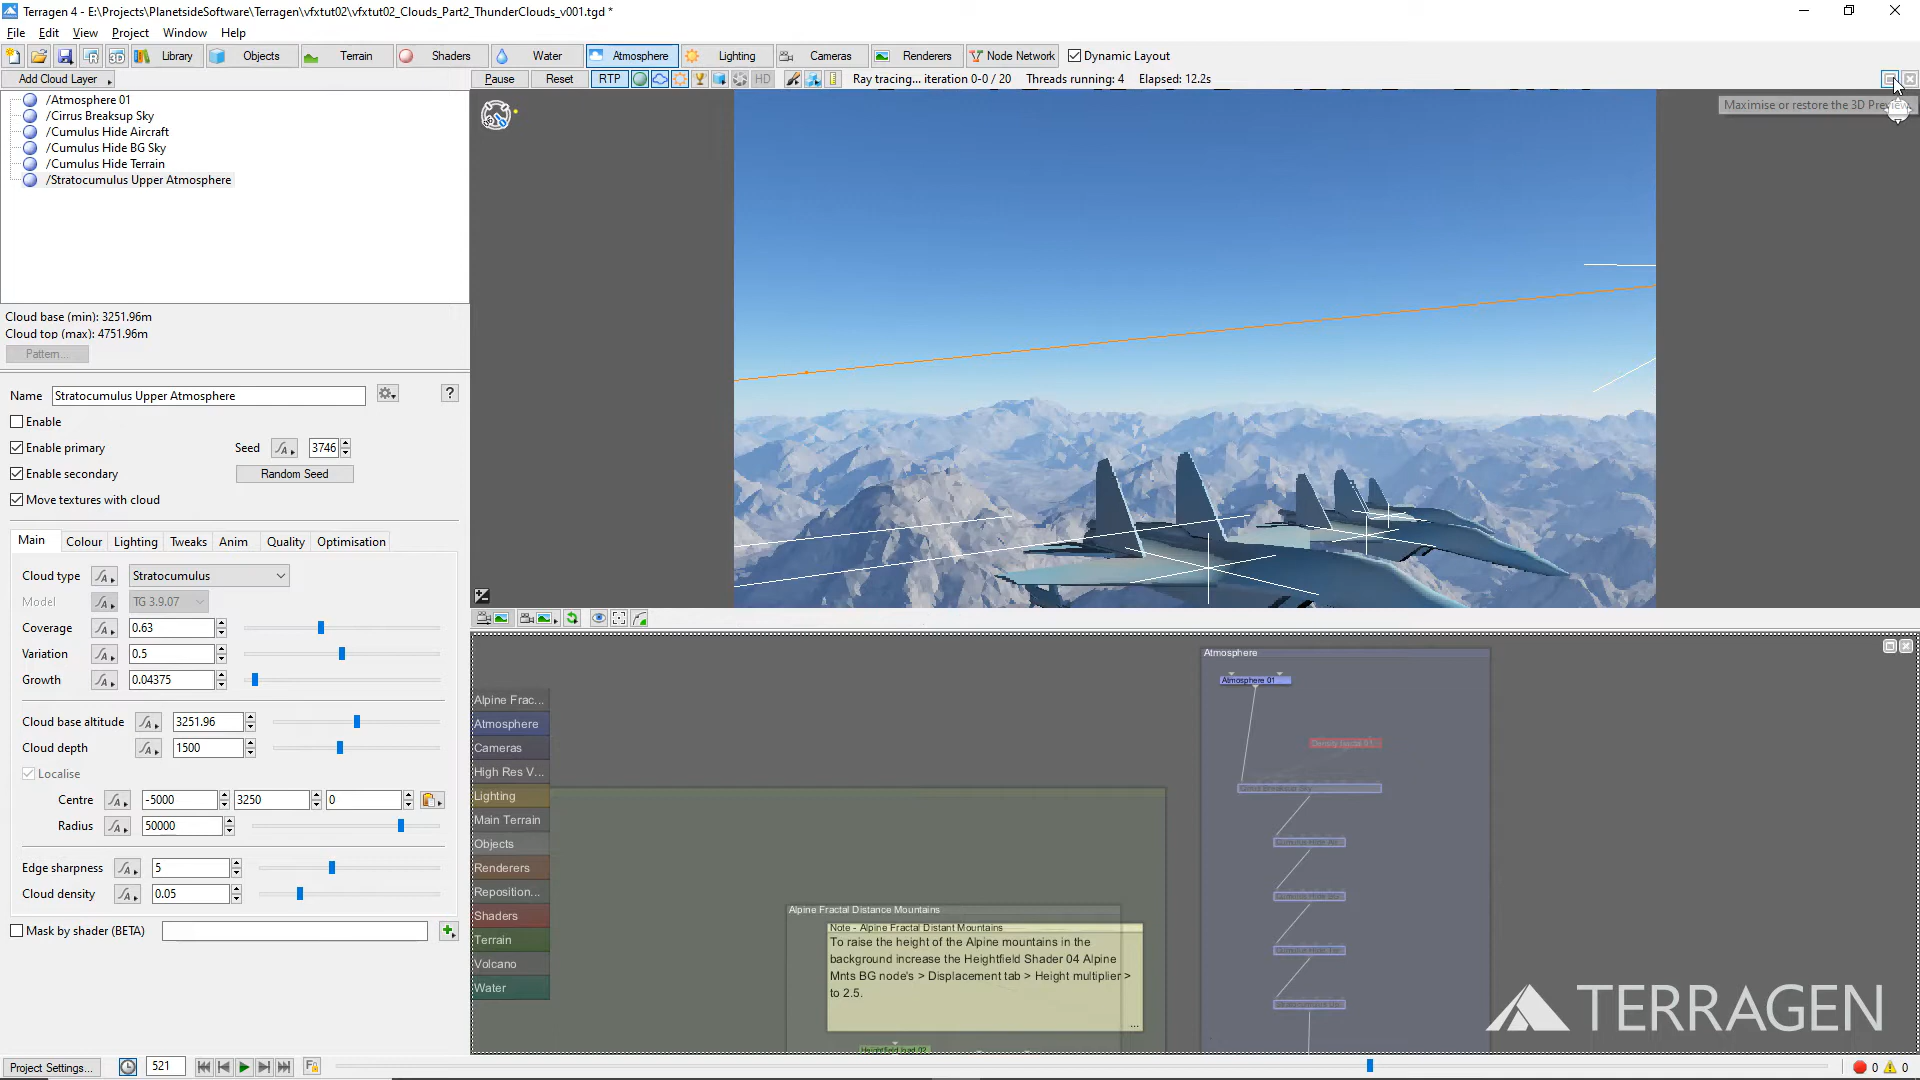 Terragen 4 - E:\Projects\PlanetsideSoftware\Terragen\vfxtut02\vfxtut02_Clouds_Part2_ThunderClouds_v001.tgd *
File Edit View Project Window Help
Library Objects Terrain Shaders Water Atmosphere Lighting Cameras Renderers Node Network Dynamic Layout
Add Cloud Layer Pause Reset RTP HD Ray tracing... iteration 0-0 / 20 Threads running: 4 Elapsed: 12.2s
Maximise or restore the 3D Preview
/Atmosphere 01
/Cirrus Breaksup Sky
/Cumulus Hide Aircraft
/Cumulus Hide BG Sky
/Cumulus Hide Terrain
/Stratocumulus Upper Atmosphere
Cloud base (min): 3251.96m
Cloud top (max): 4751.96m
Pattern...
Name Stratocumulus Upper Atmosphere ?
Enable
Enable primary Seed 3746
Enable secondary Random Seed
Move textures with cloud
Main Colour Lighting Tweaks Anim Quality Optimisation
Cloud type Stratocumulus
Model TG 3.9.07
Coverage 0.63
Variation 0.5
Growth 0.04375
Cloud base altitude 3251.96
Cloud depth 1500
Localise
Centre -5000 3250 0
Radius 50000
Edge sharpness 5
Cloud density 0.05
Mask by shader (BETA)
Alpine Frac...
Atmosphere
Cameras
High Res V...
Lighting
Main Terrain
Objects
Renderers
Reposition...
Shaders
Terrain
Volcano
Water
Atmosphere
Atmosphere 01
Density fractal 01
Alpine Fractal Distance Mountains
Note - Alpine Fractal Distant Mountains
To raise the height of the Alpine mountains in the
background increase the Heightfield Shader 04 Alpine
Mnts BG node's > Displacement tab > Height multiplier >
to 2.5.
...
Heightfield load 02
TERRAGEN
Project Settings... 521 0 0